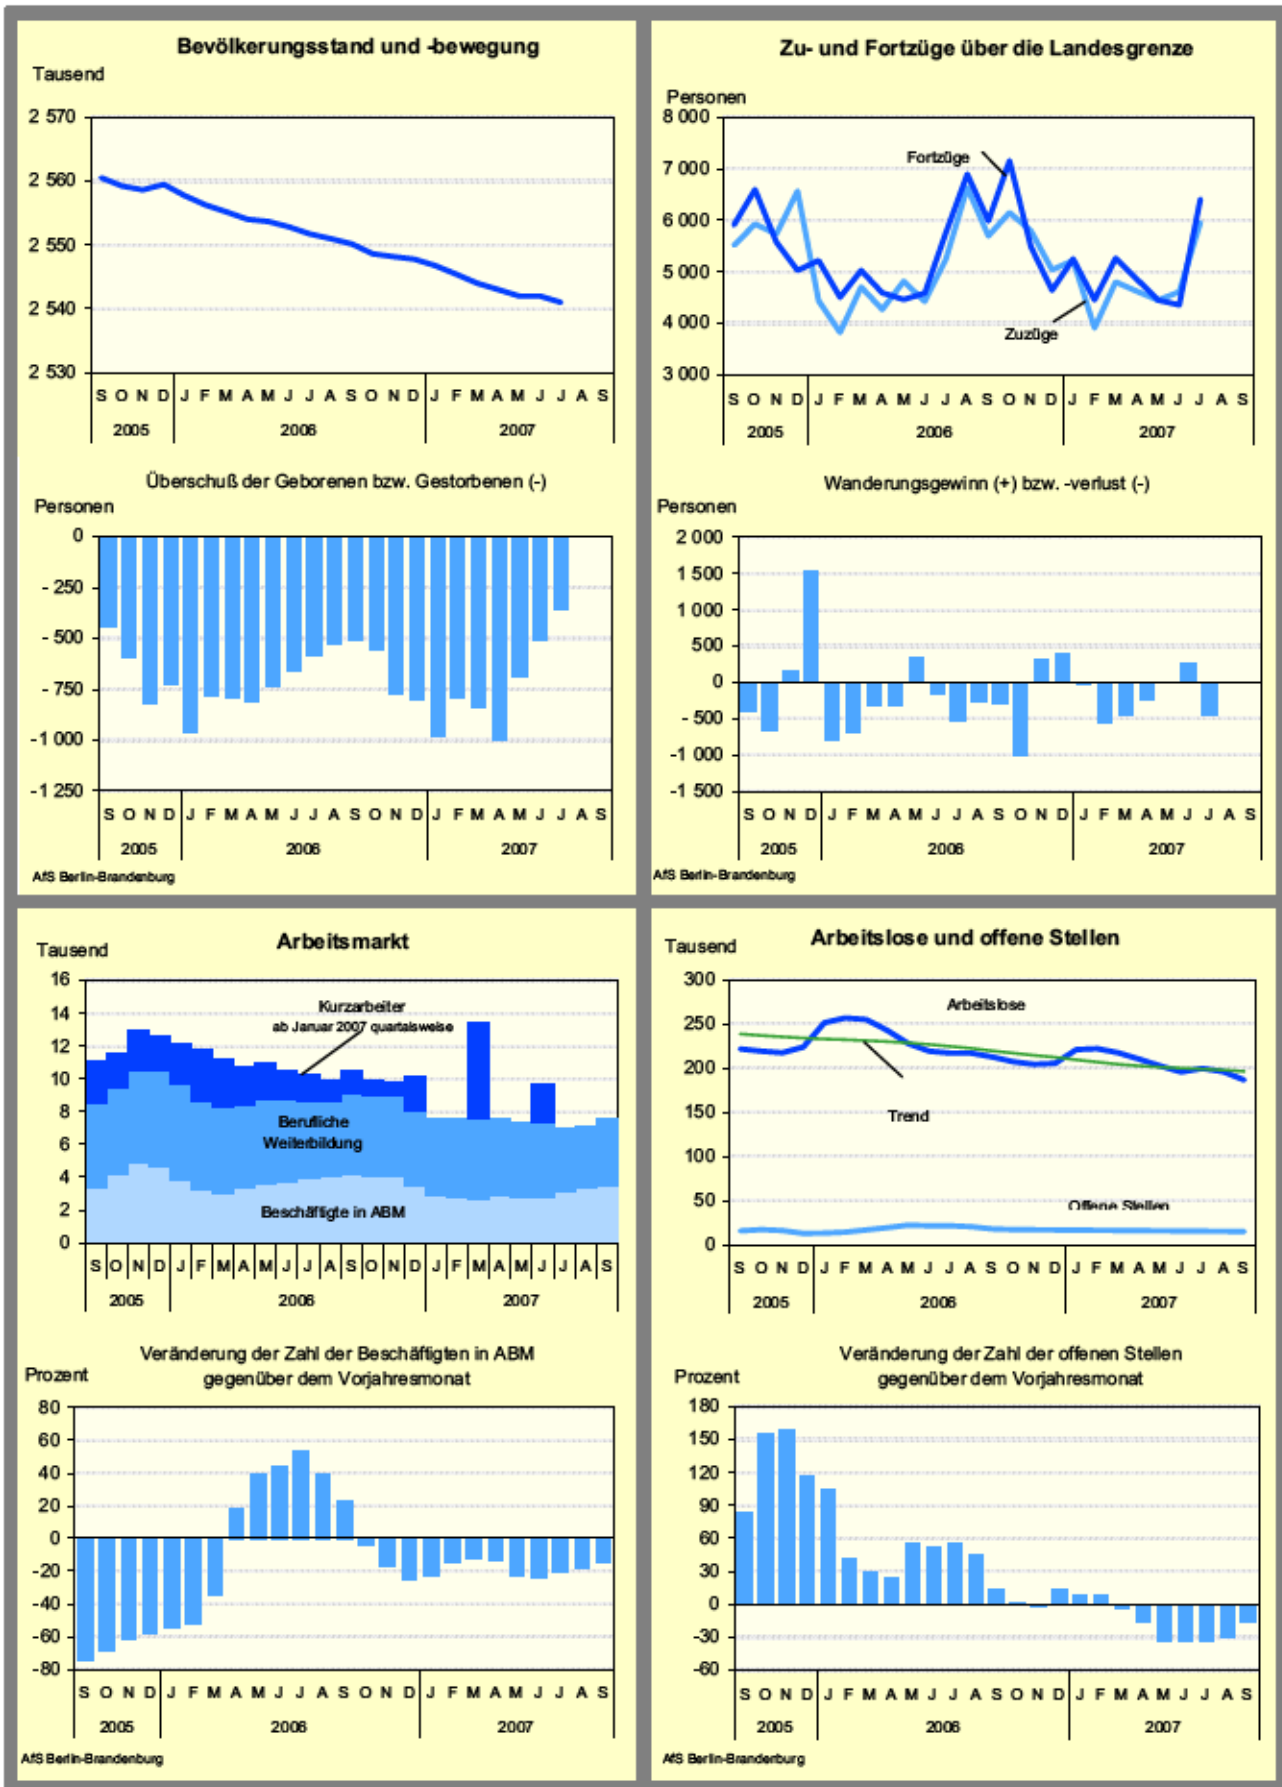 Bevölkerungsstand und -bewegung
Tausend
2 570
2 560
2 550
2 540
2 530
S O N D J F M A M J J A S O N D J F M A M J J A S
2005 2006 2007
Überschuß der Geborenen bzw. Gestorbenen (-)
Personen
0
- 250
- 500
- 750
-1 000
-1 250
S O N D J F M A M J J A S O N D J F M A M J J A S
2005 2006 2007
AfS Berlin-Brandenburg
Zu- und Fortzüge über die Landesgrenze
Personen
8 000
7 000
6 000
5 000
4 000
3 000
Fortzüge
Zuzüge
S O N D J F M A M J J A S O N D J F M A M J J A S
2005 2006 2007
Wanderungsgewinn (+) bzw. -verlust (-)
Personen
2 000
1 500
1 000
500
0
- 500
-1 000
-1 500
S O N D J F M A M J J A S O N D J F M A M J J A S
2005 2006 2007
AfS Berlin-Brandenburg
Arbeitsmarkt
Tausend
16
14
12
10
8
6
4
2
0
Kurzarbeiter
ab Januar 2007 quartalsweise
Berufliche
Weiterbildung
Beschäftigte in ABM
S O N D J F M A M J J A S O N D J F M A M J J A S
2005 2006 2007
Veränderung der Zahl der Beschäftigten in ABM
gegenüber dem Vorjahresmonat
Prozent
80
60
40
20
0
-20
-40
-60
-80
S O N D J F M A M J J A S O N D J F M A M J J A S
2005 2006 2007
AfS Berlin-Brandenburg
Arbeitslose und offene Stellen
Tausend
300
250
200
150
100
50
0
Arbeitslose
Trend
Offene Stellen
S O N D J F M A M J J A S O N D J F M A M J J A S
2005 2006 2007
Veränderung der Zahl der offenen Stellen
gegenüber dem Vorjahresmonat
Prozent
180
150
120
90
60
30
0
-30
-60
S O N D J F M A M J J A S O N D J F M A M J J A S
2005 2006 2007
AfS Berlin-Brandenburg